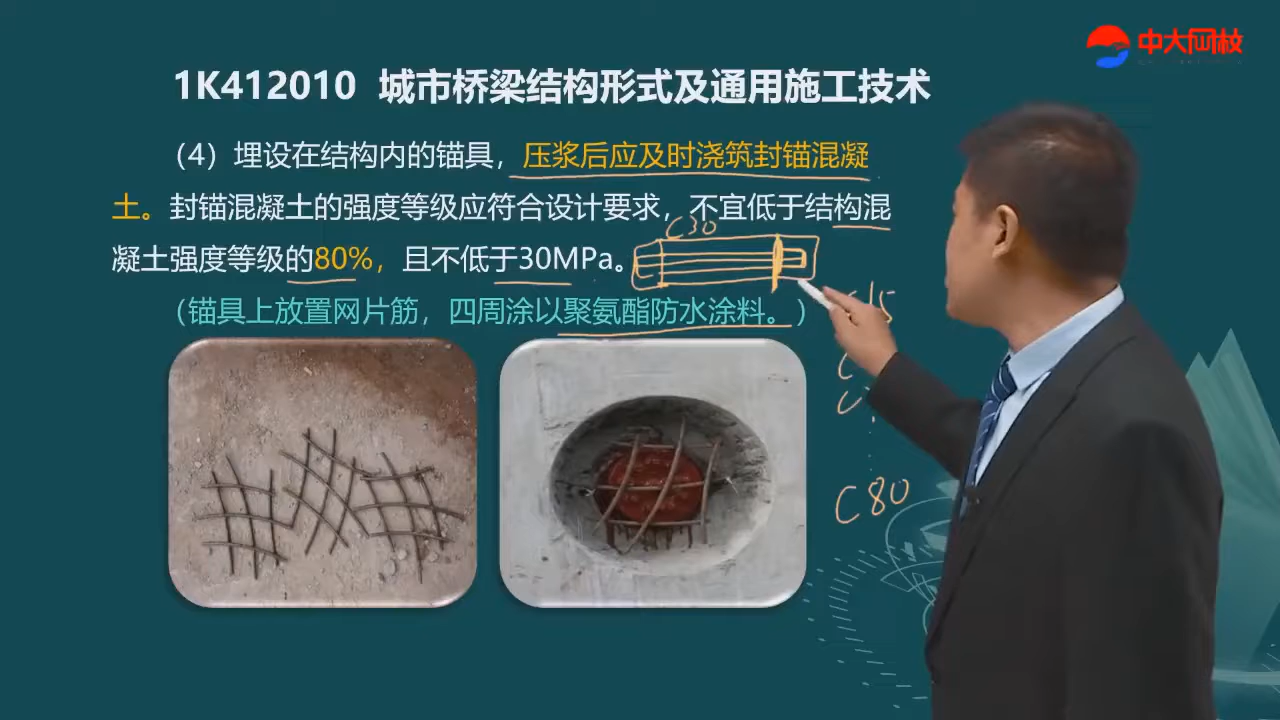 中大网校
1K412010 城市桥梁结构形式及通用施工技术
（4）埋设在结构内的锚具，压浆后应及时浇筑封锚混凝
土。封锚混凝土的强度等级应符合设计要求，不宜低于结构混
凝土强度等级的80%，且不低于30MPa。
（锚具上放置网片筋，四周涂以聚氨酯防水涂料。）
C30
C15
C80